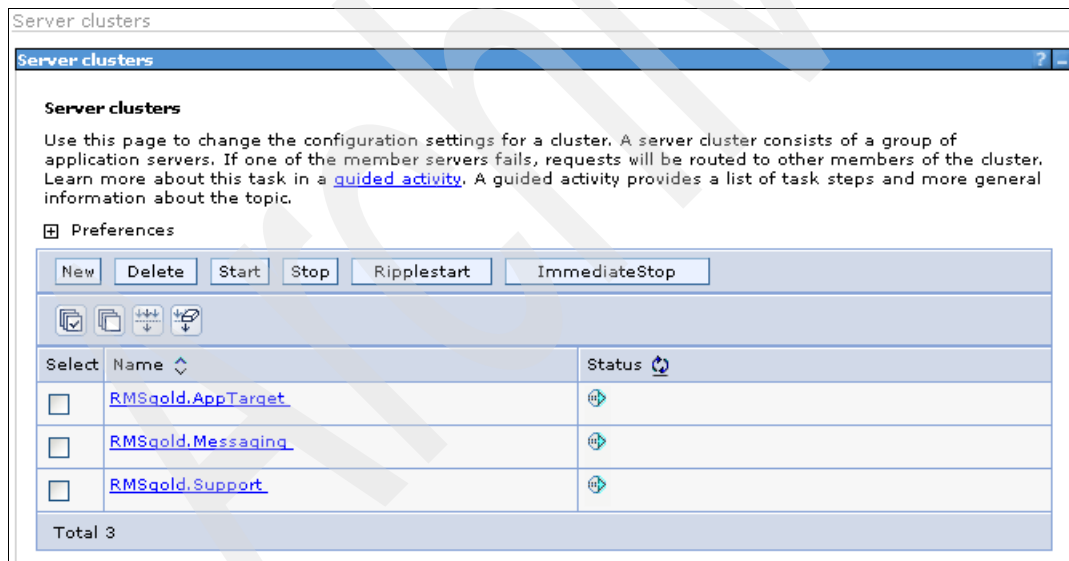 Server clusters
Server clusters
?
Server clusters
Use this page to change the configuration settings for a cluster. A server cluster consists of a group of
application servers. If one of the member servers fails, requests will be routed to other members of the cluster.
Learn more about this task in a guided activity. A guided activity provides a list of task steps and more general
information about the topic.
Preferences
New Delete Start Stop Ripplestart ImmediateStop
Select Name Status
RMSgold.AppTarget
RMSgold.Messaging
RMSgold.Support
Total 3